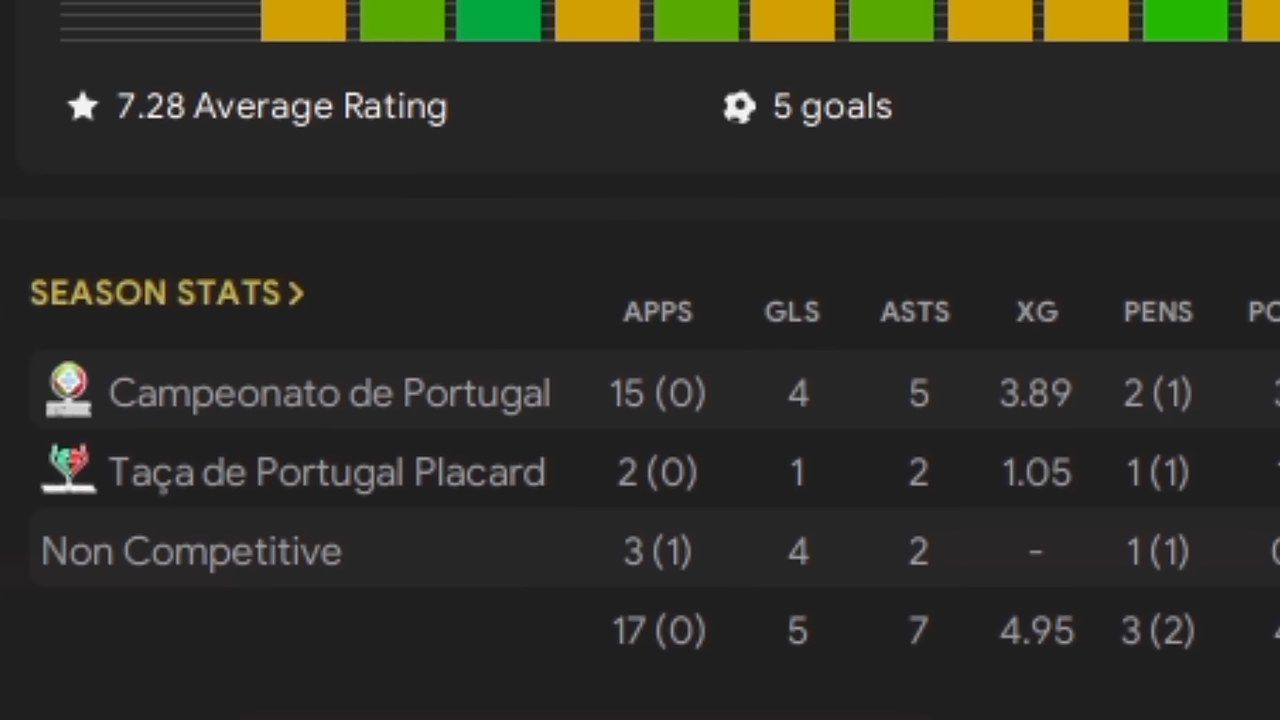 7.28 Average Rating 5 goals
SEASON STATS >
APPS GLS ASTS XG PENS
Campeonato de Portugal 15 (0) 4 5 3.89 2 (1)
Taça de Portugal Placard 2 (0) 1 2 1.05 1 (1)
Non Competitive 3 (1) 4 2 - 1 (1)
17 (0) 5 7 4.95 3 (2)